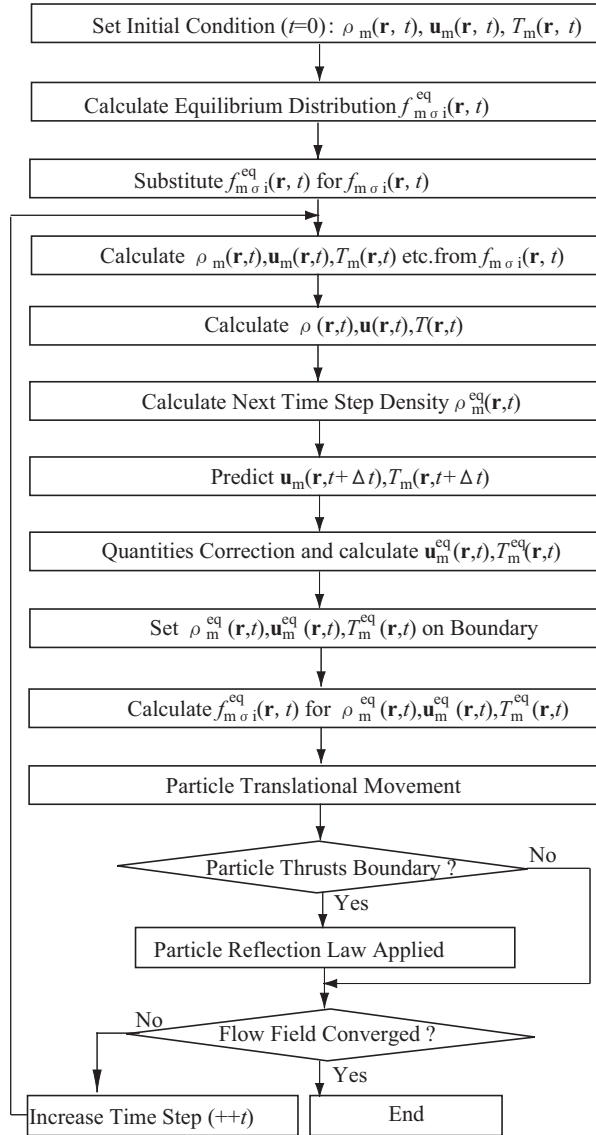 Set Initial Condition (t=0): ρm(r, t), um(r, t), Tm(r, t)
Calculate Equilibrium Distribution f^eq_mσi(r, t)
Substitute f^eq_mσi(r, t) for f_mσi(r, t)
Calculate ρm(r,t),um(r,t),Tm(r,t) etc.from f_mσi(r, t)
Calculate ρ(r,t),u(r,t),T(r,t)
Calculate Next Time Step Density ρ^eq_m(r,t)
Predict um(r,t+Δt),Tm(r,t+Δt)
Quantities Correction and calculate u^eq_m(r,t),T^eq_m(r,t)
Set ρ^eq_m(r,t),u^eq_m(r,t),T^eq_m(r,t) on Boundary
Calculate f^eq_mσi(r, t) for ρ^eq_m(r,t),u^eq_m(r,t),T^eq_m(r,t)
Particle Translational Movement
Particle Thrusts Boundary ?
No
Yes
Particle Reflection Law Applied
No
Flow Field Converged ?
Yes
Increase Time Step (++t)
End